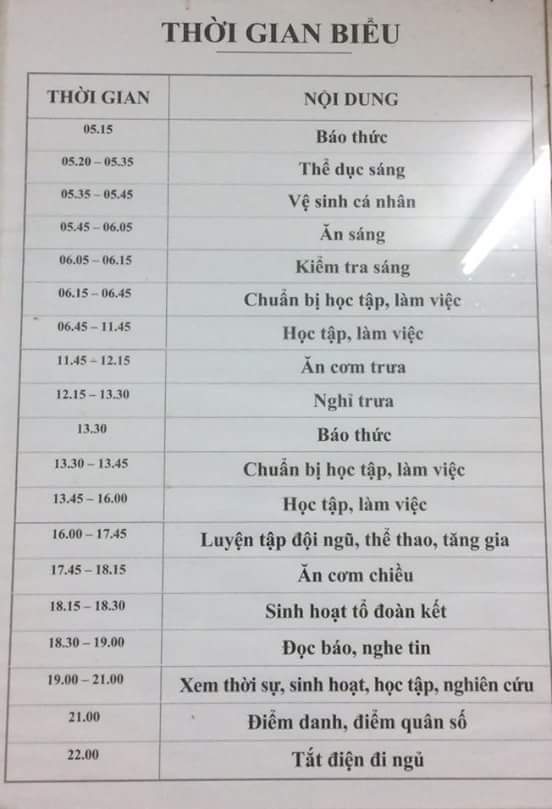 THỜI GIAN BIỂU
THỜI GIAN NỘI DUNG
05.15 Báo thức
05.20 – 05.35 Thể dục sáng
05.35 – 05.45 Vệ sinh cá nhân
05.45 – 06.05 Ăn sáng
06.05 – 06.15 Kiểm tra sáng
06.15 – 06.45 Chuẩn bị học tập, làm việc
06.45 – 11.45 Học tập, làm việc
11.45 – 12.15 Ăn cơm trưa
12.15 – 13.30 Nghỉ trưa
13.30 Báo thức
13.30 – 13.45 Chuẩn bị học tập, làm việc
13.45 – 16.00 Học tập, làm việc
16.00 – 17.45 Luyện tập đội ngũ, thể thao, tăng gia
17.45 – 18.15 Ăn cơm chiều
18.15 – 18.30 Sinh hoạt tổ đoàn kết
18.30 – 19.00 Đọc báo, nghe tin
19.00 – 21.00 Xem thời sự, sinh hoạt, học tập, nghiên cứu
21.00 Điểm danh, điểm quân số
22.00 Tắt điện đi ngủ